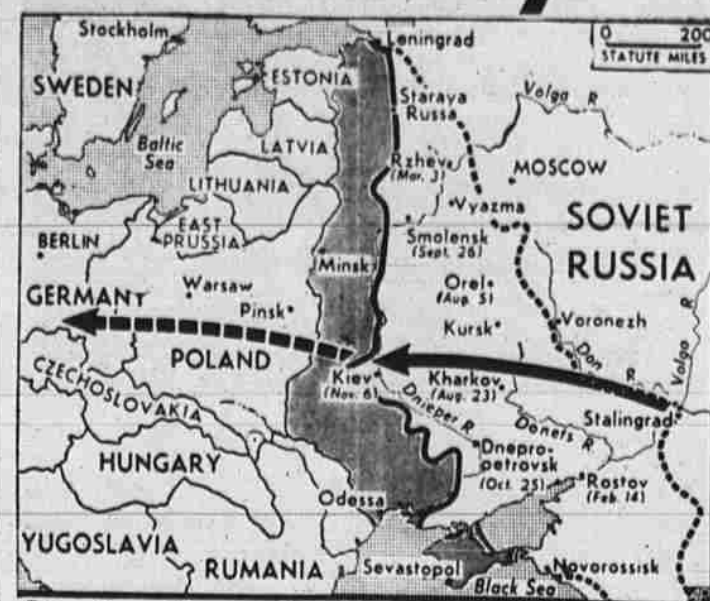 Stockholm
Leningrad
0 200
STATUTE MILES
SWEDEN
ESTONIA
Staraya
Russa
Volga R
Baltic
Sea
LATVIA
Rzhev
(Mar. 3)
MOSCOW
LITHUANIA
Vyazma
EAST
PRUSSIA
Smolensk
(Sept. 26)
SOVIET
RUSSIA
BERLIN
Minsk
Warsaw
Orel
(Aug. 5)
GERMANY
Pinsk
Kursk
Voronezh
POLAND
Don R
Volga R
CZECHOSLOVAKIA
Kiev
(Nov. 6)
Kharkov
(Aug. 23)
Dnieper R
Donets R
Stalingrad
HUNGARY
Dnepro-
petrovsk
(Oct. 25)
Rostov
(Feb. 14)
Odessa
YUGOSLAVIA
RUMANIA
Sevastopol
Novorossisk
Black Sea